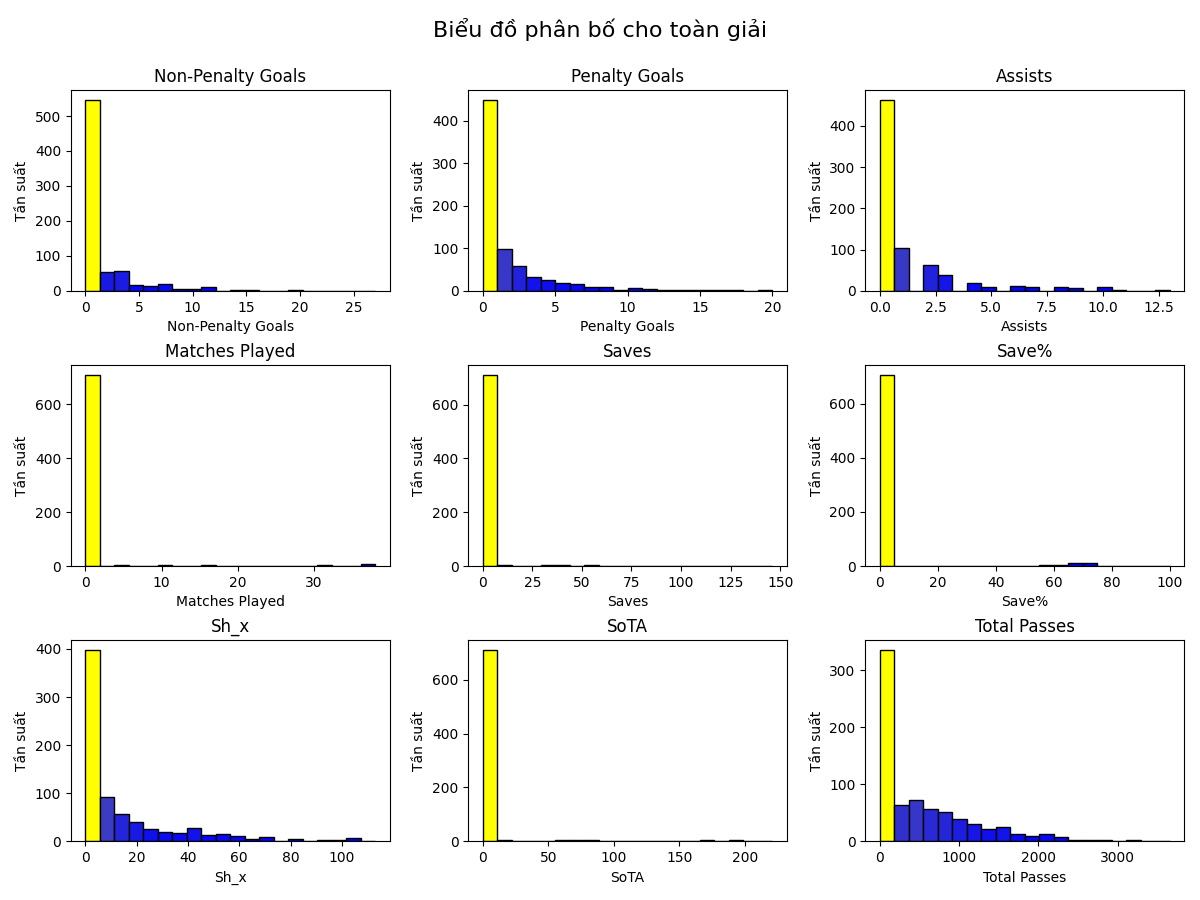 Biểu đồ phân bố cho toàn giải
Non-Penalty Goals
Tần suất
500
400
300
200
100
0
0 5 10 15 20 25
Non-Penalty Goals
Penalty Goals
Tần suất
400
300
200
100
0
0 5 10 15 20
Penalty Goals
Assists
Tần suất
400
300
200
100
0
0.0 2.5 5.0 7.5 10.0 12.5
Assists
Matches Played
Tần suất
600
400
200
0
0 10 20 30
Matches Played
Saves
Tần suất
600
400
200
0
0 25 50 75 100 125 150
Saves
Save%
Tần suất
600
400
200
0
0 20 40 60 80 100
Save%
Sh_x
Tần suất
400
300
200
100
0
0 20 40 60 80 100
Sh_x
SoTA
Tần suất
600
400
200
0
0 50 100 150 200
SoTA
Total Passes
Tần suất
300
200
100
0
0 1000 2000 3000
Total Passes